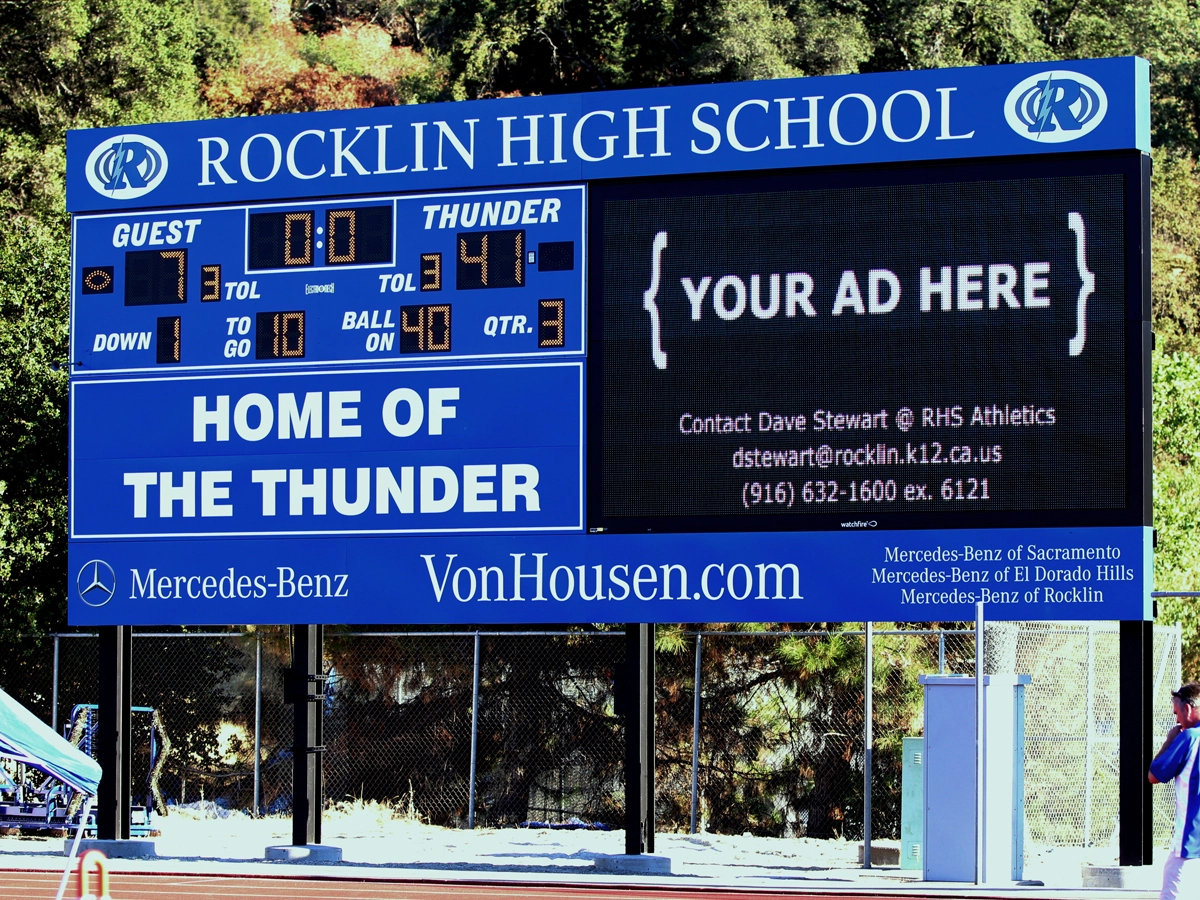 R ROCKLIN HIGH SCHOOL R
GUEST 0:0 THUNDER
7 3 TOL TOL 3 41
DOWN 1 TO GO 10 BALL ON 40 QTR. 3
HOME OF
THE THUNDER
{ YOUR AD HERE }
Contact Dave Stewart @ RHS Athletics
dstewart@rocklin.k12.ca.us
(916) 632-1600 ex. 6121
watchfire
Mercedes-Benz
VonHousen.com
Mercedes-Benz of Sacramento
Mercedes-Benz of El Dorado Hills
Mercedes-Benz of Rocklin